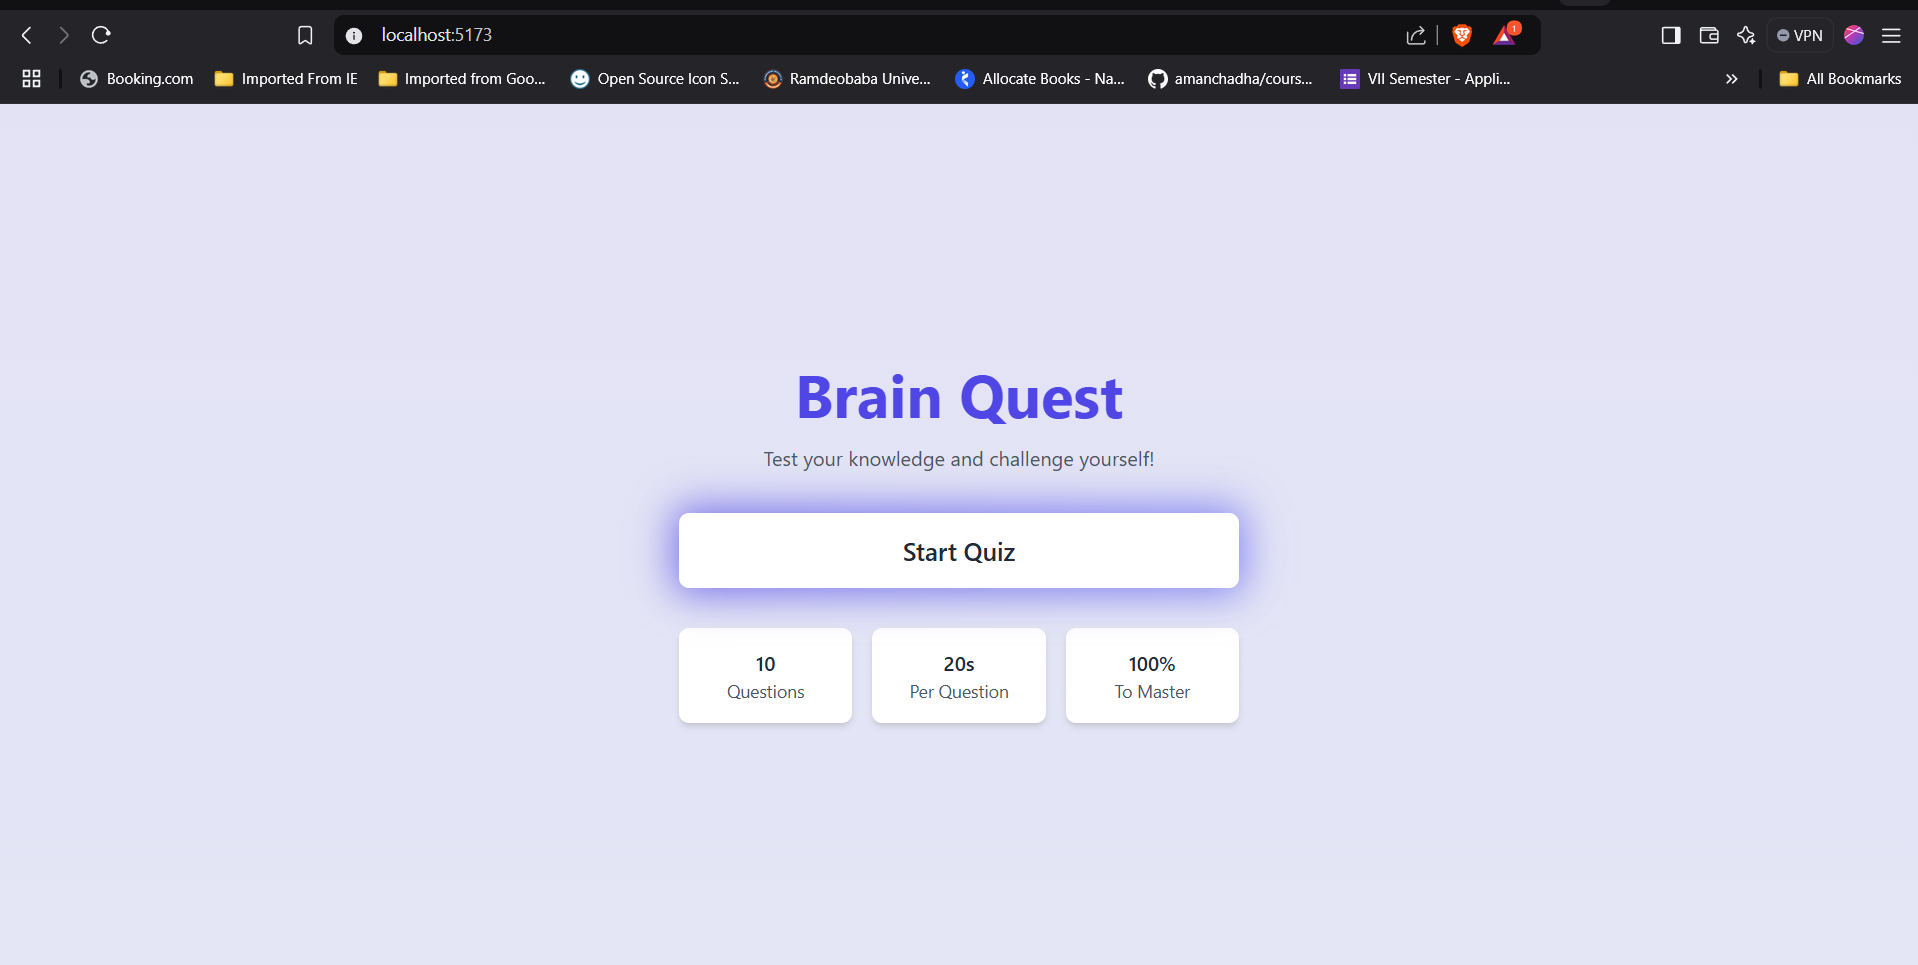 localhost:5173
1
VPN
Booking.com
Imported From IE
Imported from Goo...
Open Source Icon S...
Ramdeobaba Unive...
Allocate Books - Na...
amanchadha/cours...
VII Semester - Appli...
All Bookmarks
Brain Quest
Test your knowledge and challenge yourself!
Start Quiz
10
Questions
20s
Per Question
100%
To Master